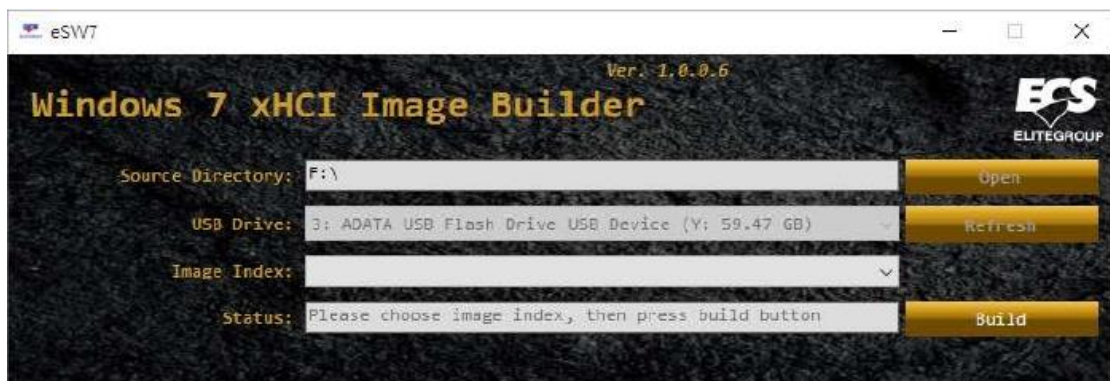 eSW7
Ver. 1.0.0.6
Windows 7 xHCI Image Builder
ECS
ELITEGROUP
Source Directory: F:\ Open
USB Drive: 3: ADATA USB Flash Drive USB Device (Y: 59.47 GB) Refresh
Image Index:
Status: Please choose image index, then press build button Build